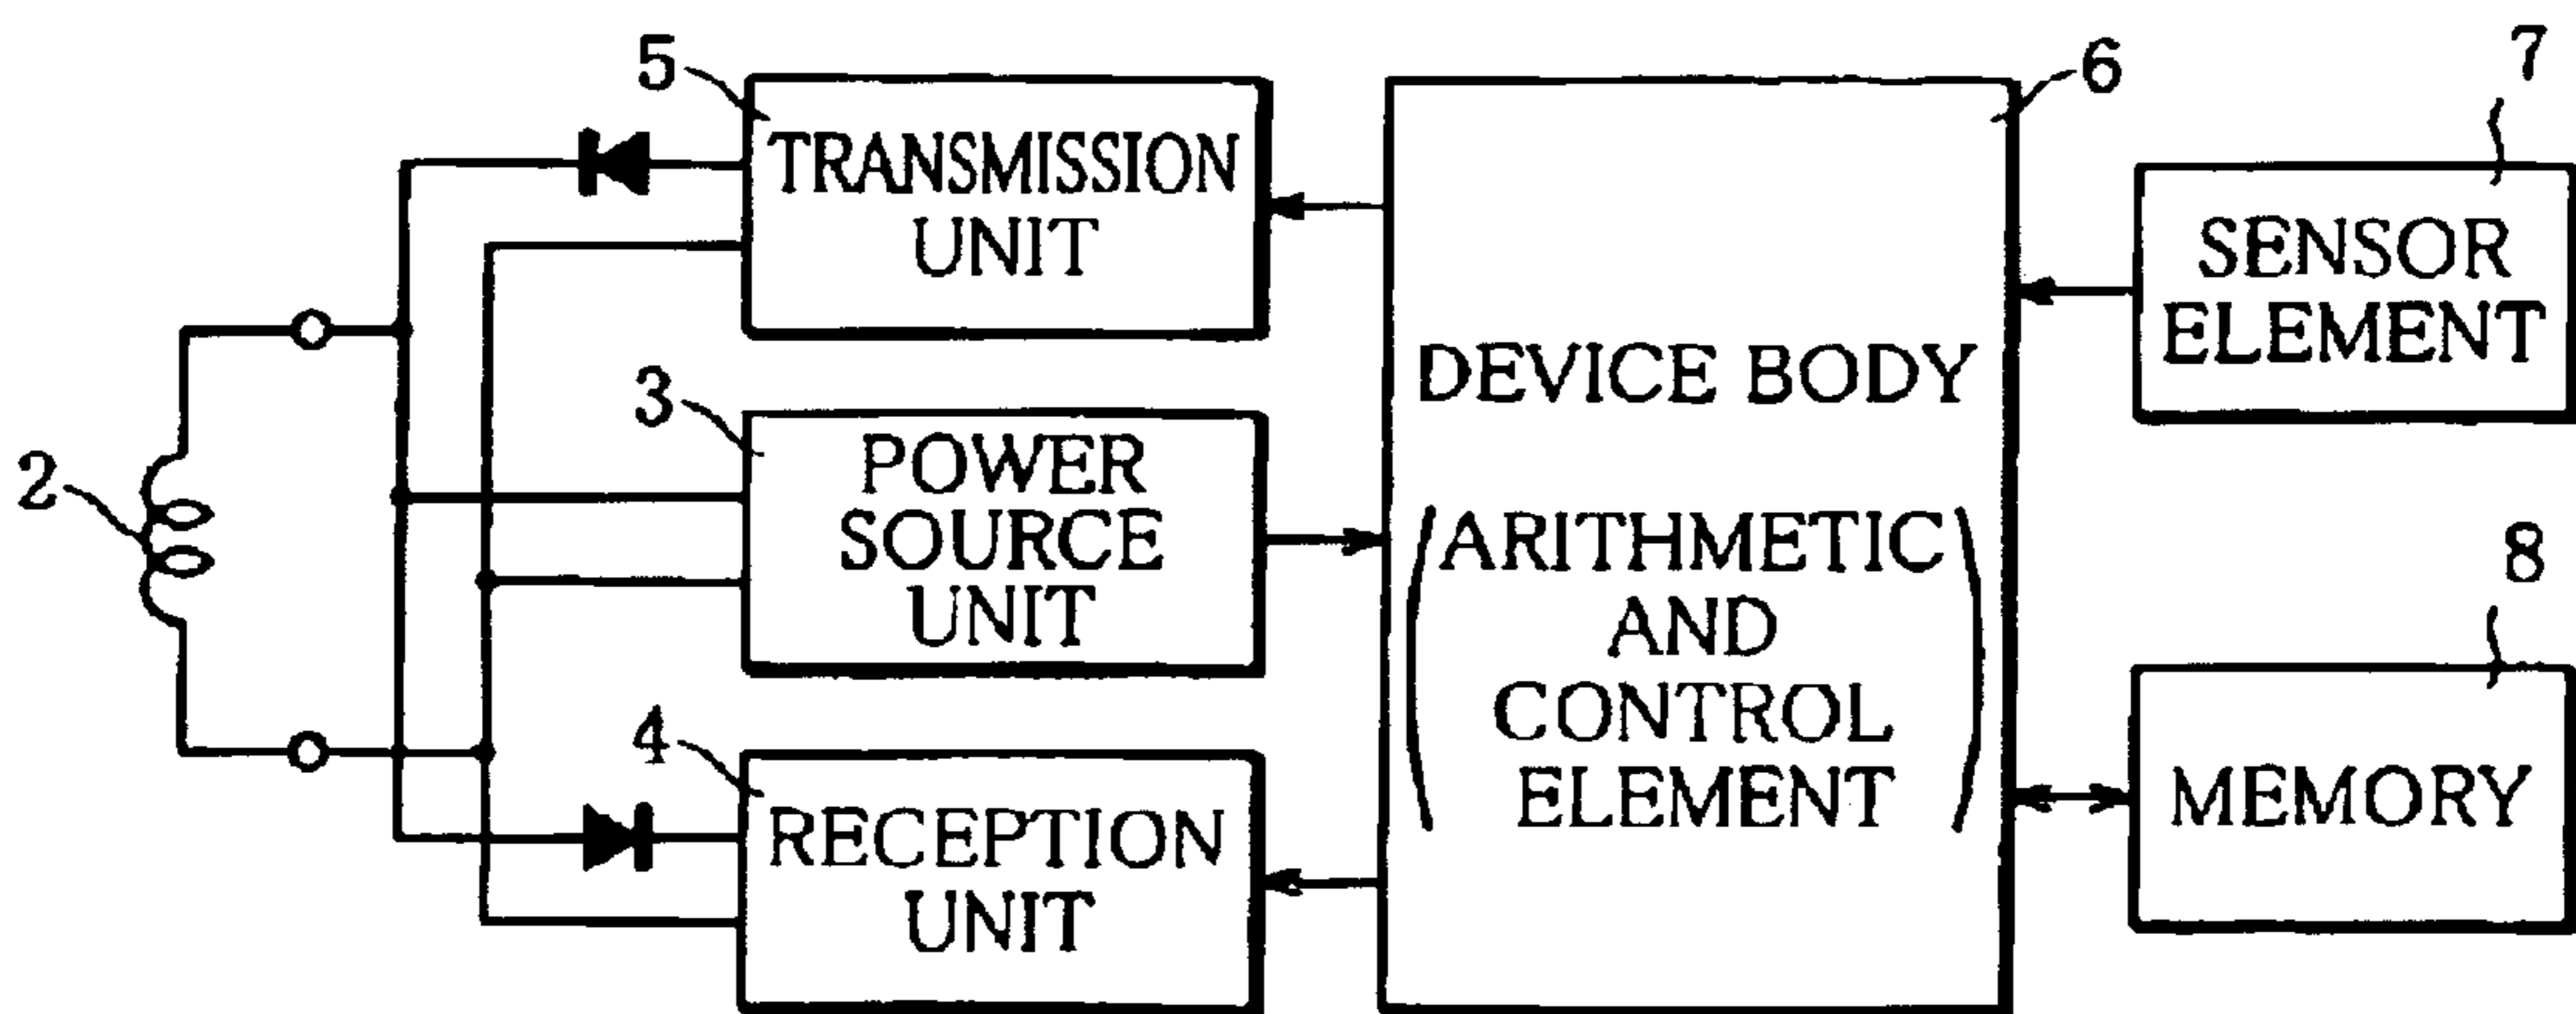 5
TRANSMISSION
UNIT
3
POWER
SOURCE
UNIT
2
4
RECEPTION
UNIT
6
DEVICE BODY
(ARITHMETIC
AND
CONTROL
ELEMENT)
7
SENSOR
ELEMENT
8
MEMORY